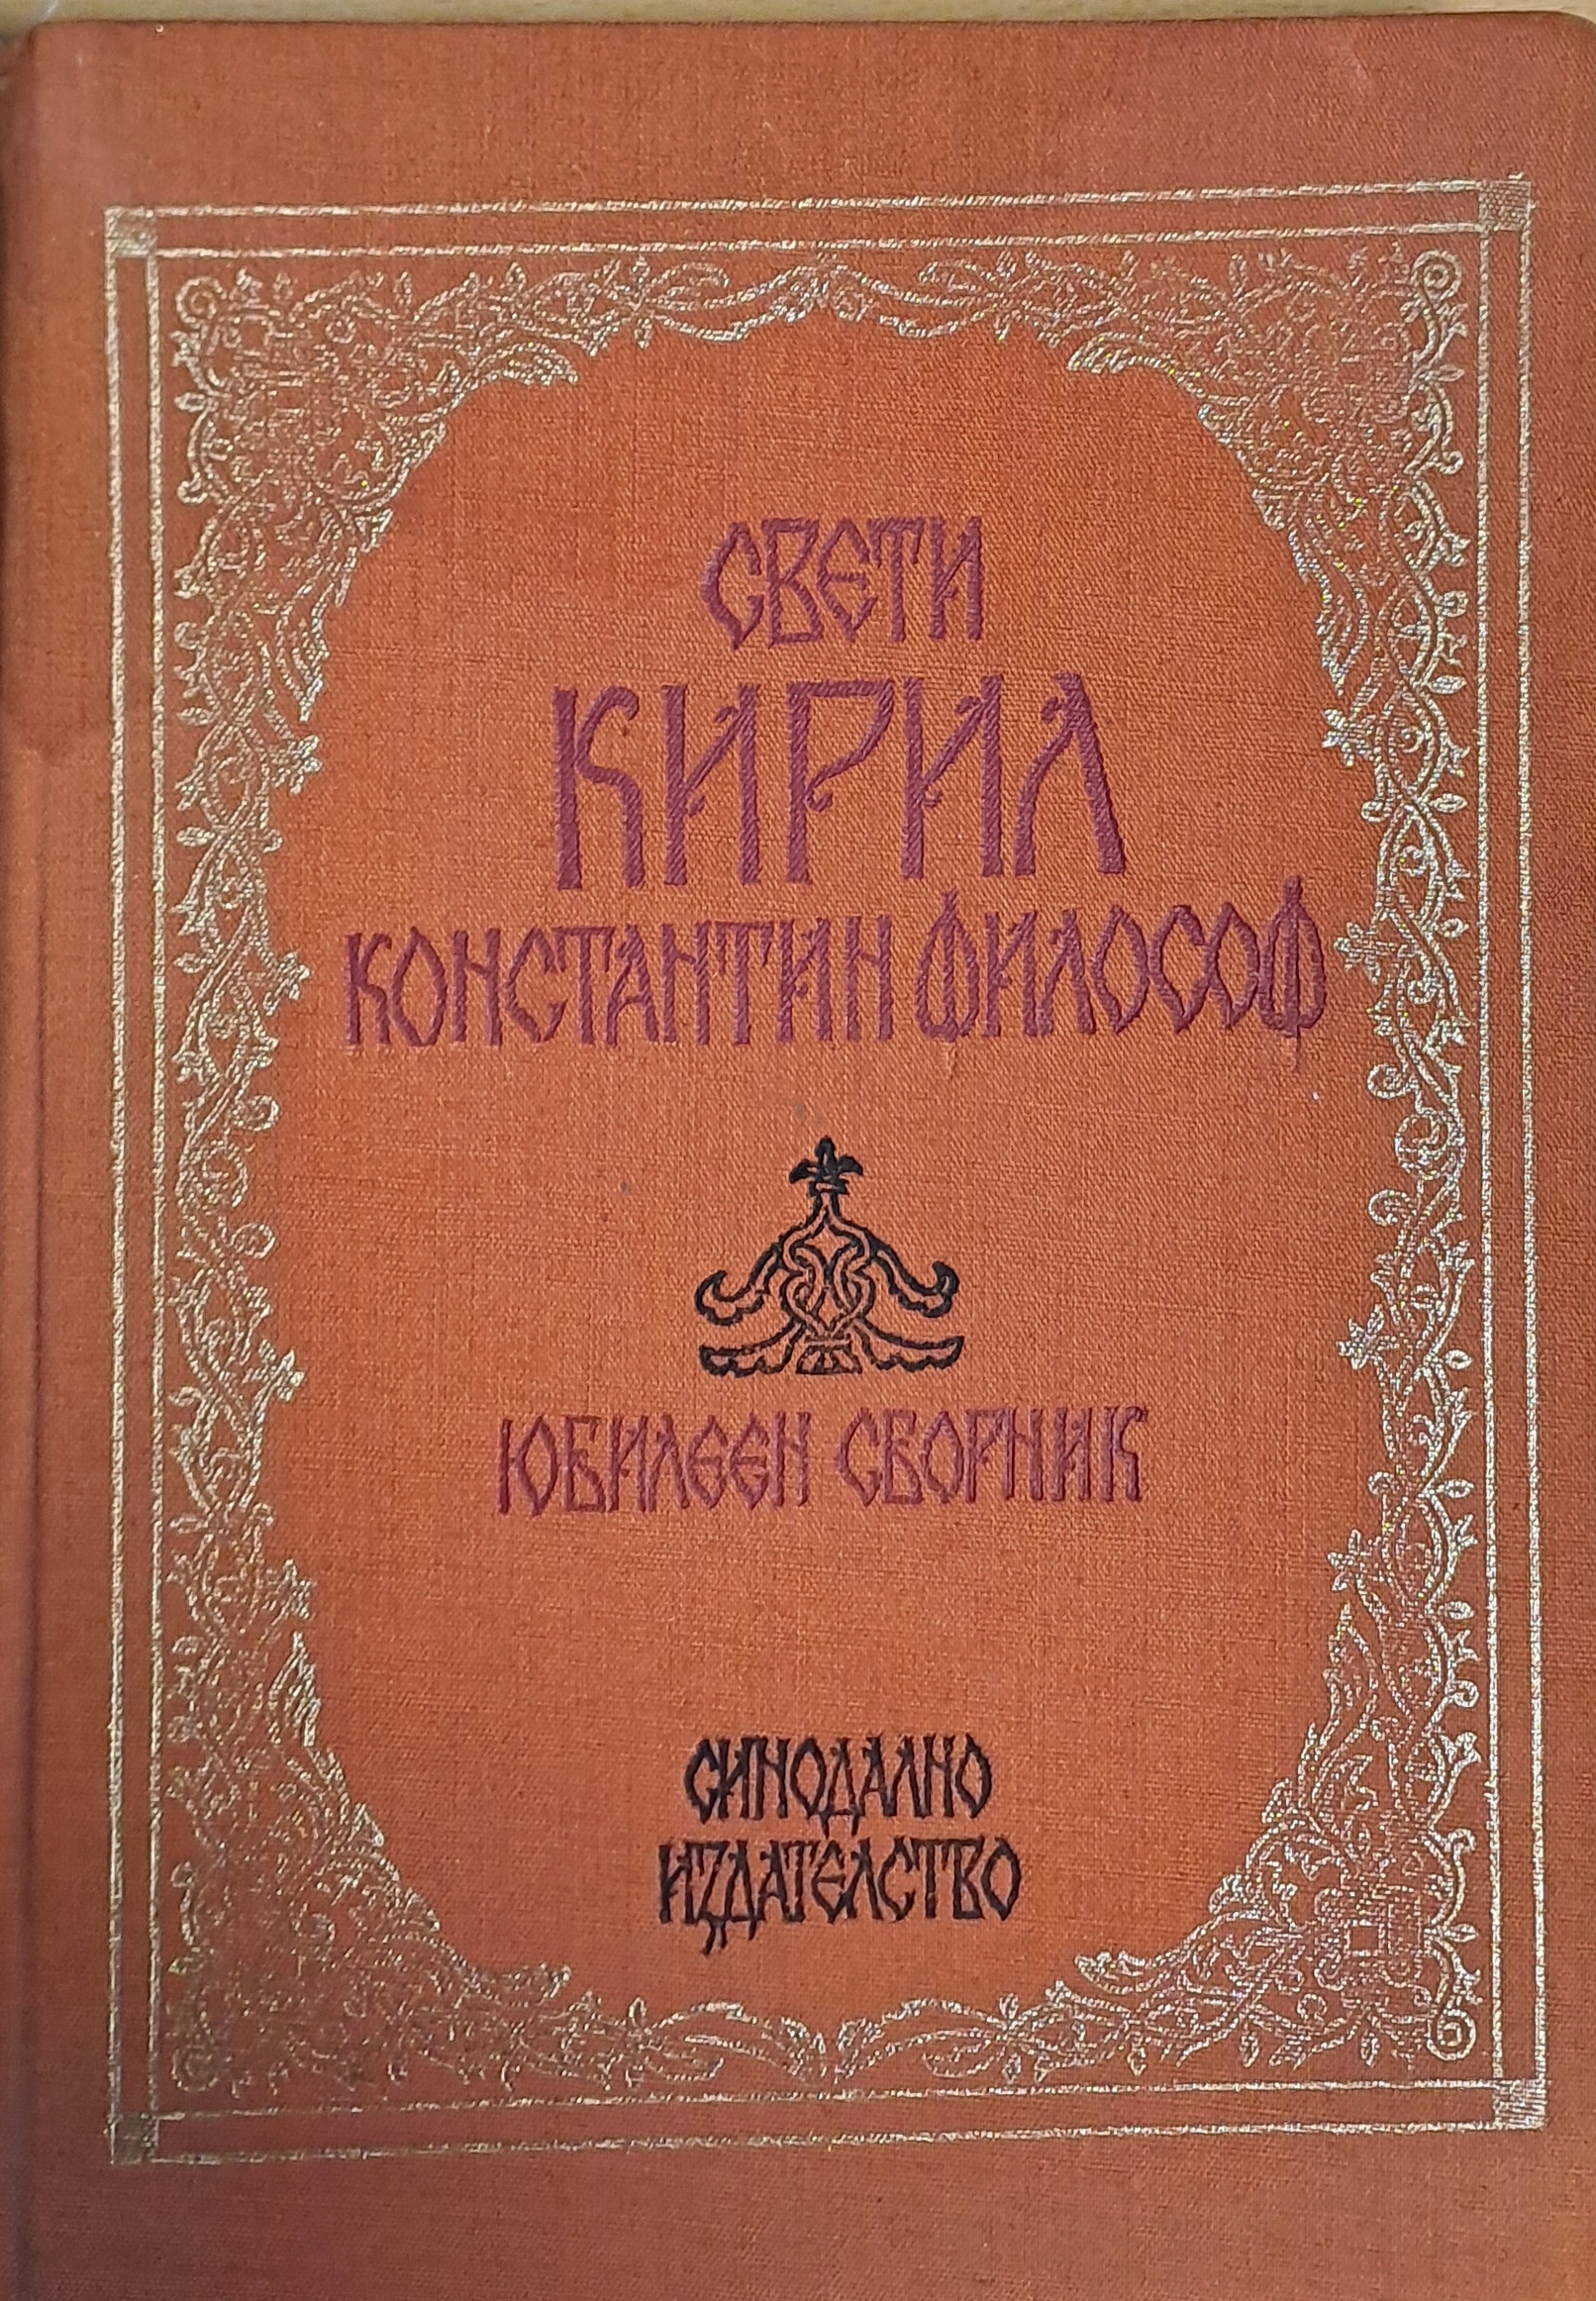 СВЕТИ
КИРИЛ
КОНСТАНТИН ФИЛОСОФ
ЮБИЛЕЕН СБОРНИК
СИНОДАЛНО
ИЗДАТЕЛСТВО